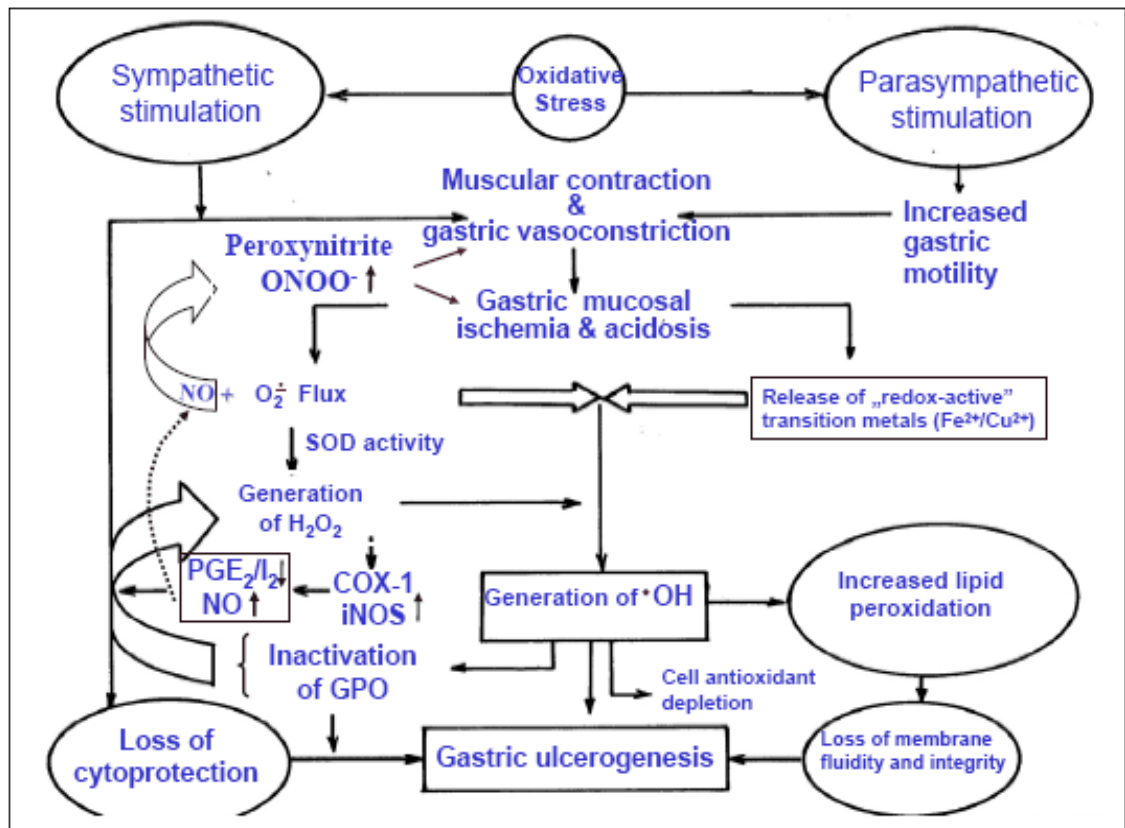 Sympathetic
stimulation
Oxidative
Stress
Parasympathetic
stimulation
Muscular contraction
&
gastric vasoconstriction
Increased
gastric
motility
Peroxynitrite
ONOO⁻ ↑
Gastric mucosal
ischemia & acidosis
NO + O₂∸ Flux
Release of „redox-active”
transition metals (Fe²⁺/Cu²⁺)
SOD activity
Generation
of H₂O₂
PGE₂/I₂↓
NO ↑
COX-1
iNOS ↑
Generation of •OH
Increased lipid
peroxidation
Inactivation
of GPO
Cell antioxidant
depletion
Loss of
cytoprotection
Gastric ulcerogenesis
Loss of membrane
fluidity and integrity